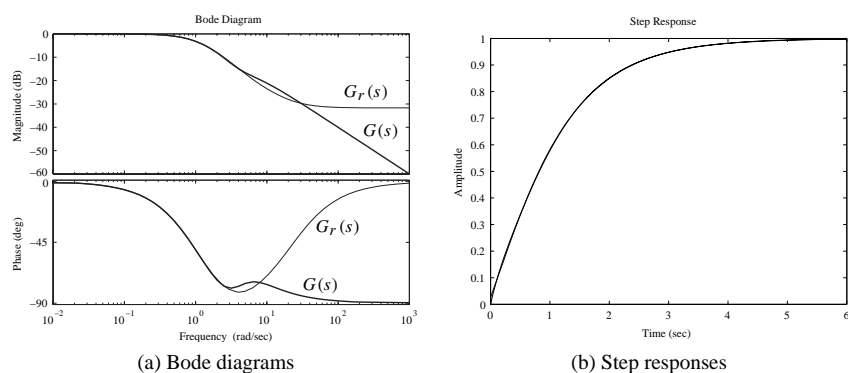 Bode Diagram
Magnitude (dB)
0
−10
−20
−30
−40
−50
−60
G_r(s)
G(s)
Phase (deg)
0
−45
−90
G_r(s)
G(s)
10^−2
10^−1
10^0
10^1
10^2
10^3
Frequency (rad/sec)
(a) Bode diagrams
Step Response
Amplitude
1
0.9
0.8
0.7
0.6
0.5
0.4
0.3
0.2
0.1
0
0
1
2
3
4
5
6
Time (sec)
(b) Step responses